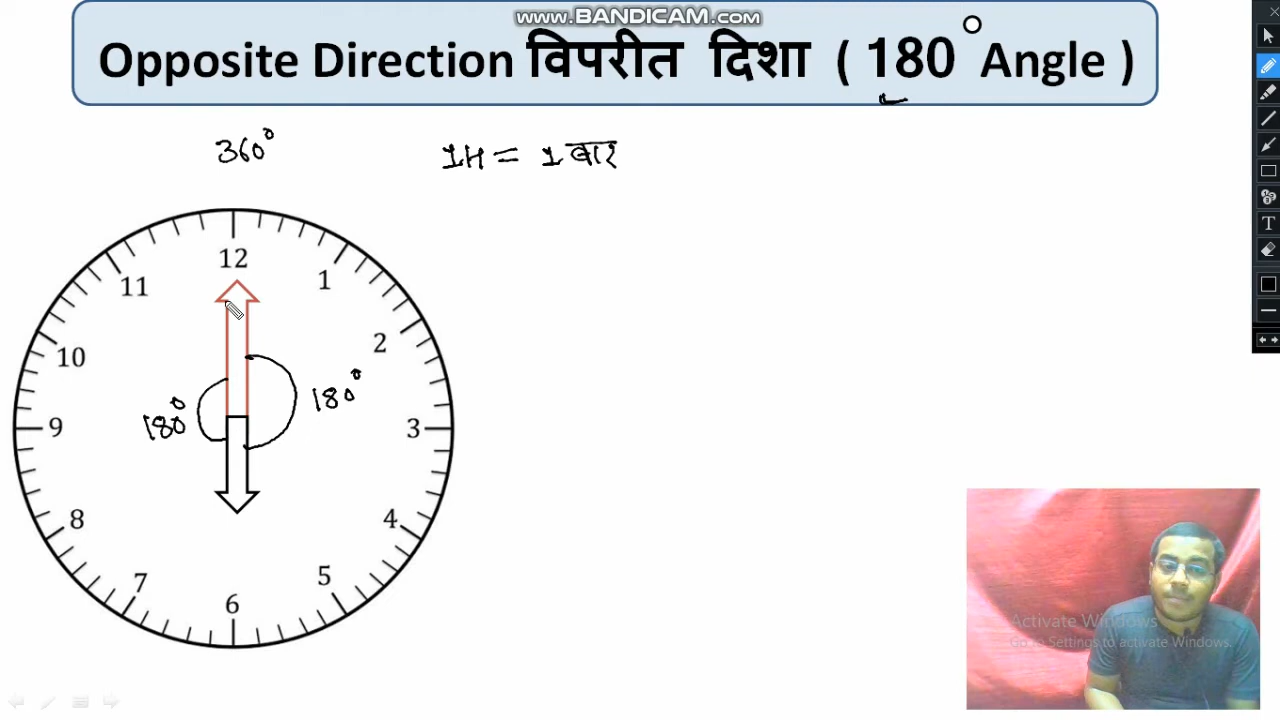 www.BANDICAM.com
Opposite Direction विपरीत दिशा ( 180° Angle )
360°
1H = 1 बार
12
11
1
10
2
180°
180°
9
3
8
4
7
5
6
Activate Windows
Go to Settings to activate Windows.
T